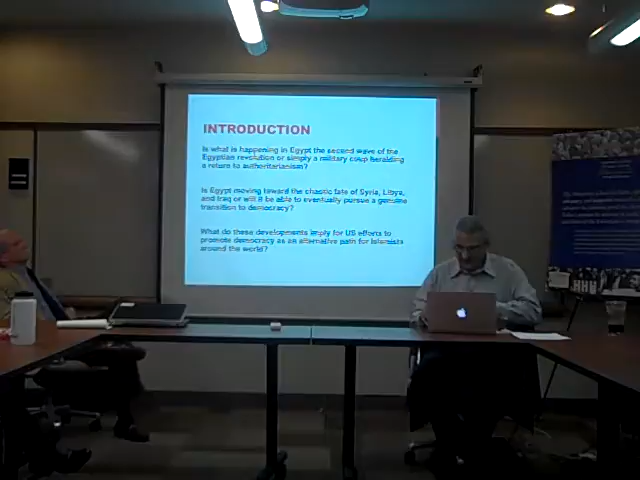 INTRODUCTION
Is what is happening in Egypt the second wave of the
Egyptian revolution or simply a military coup heralding
a return to authoritarianism?
Is Egypt moving toward the chaotic fate of Syria, Libya,
and Iraq or will it be able to eventually pursue a genuine
transition to democracy?
What do these developments imply for US efforts to
promote democracy as an alternative path for Islamists
around the world?